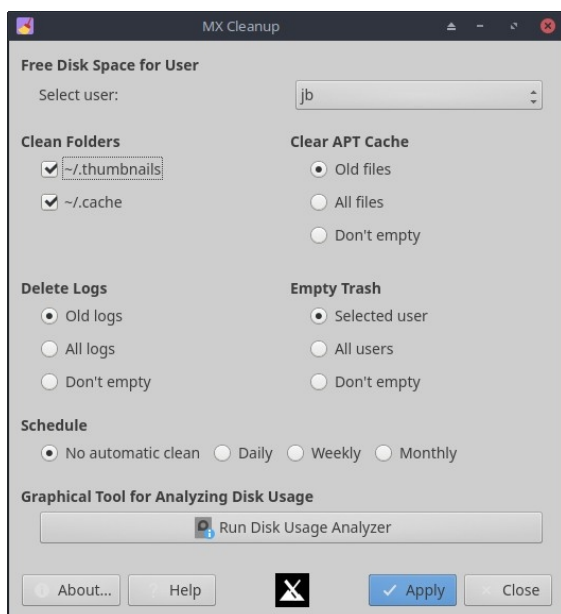 MX Cleanup
Free Disk Space for User
Select user: jb
Clean Folders Clear APT Cache
~/.thumbnails Old files
~/.cache All files
Don't empty
Delete Logs Empty Trash
Old logs Selected user
All logs All users
Don't empty Don't empty
Schedule
No automatic clean Daily Weekly Monthly
Graphical Tool for Analyzing Disk Usage
Run Disk Usage Analyzer
About... Help Apply Close